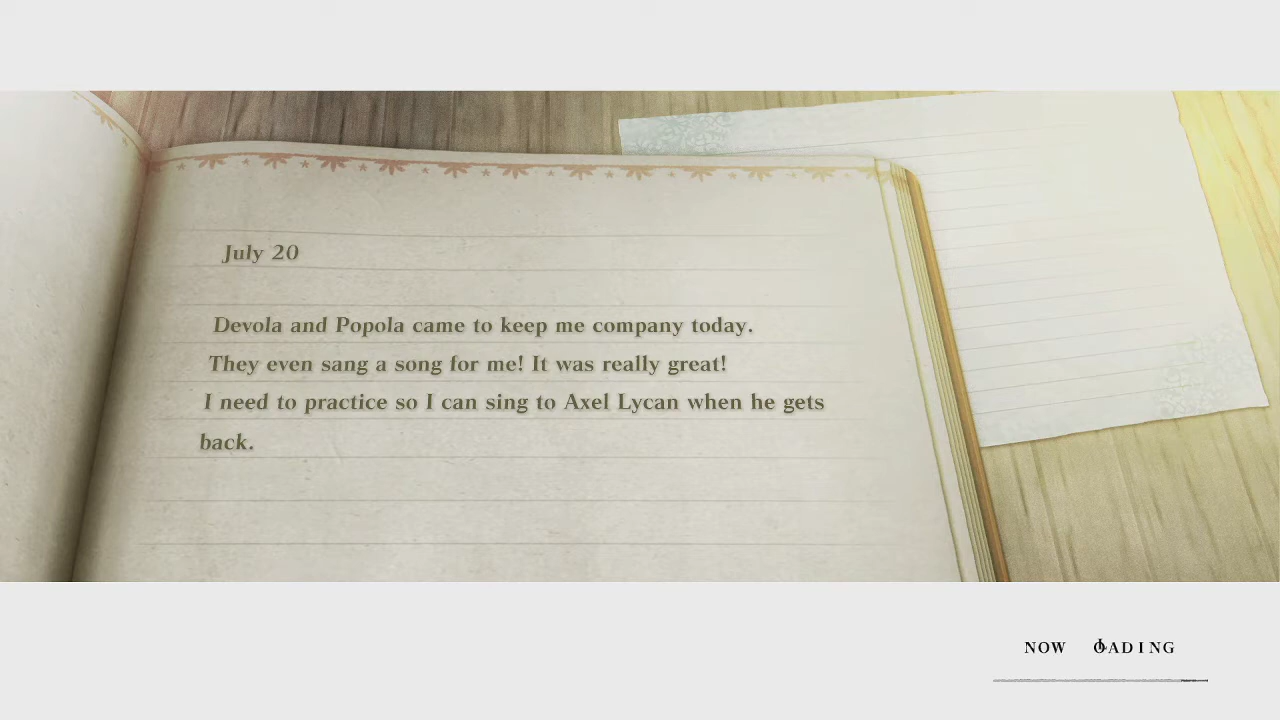 July 20
Devola and Popola came to keep me company today.
They even sang a song for me! It was really great!
I need to practice so I can sing to Axel Lycan when he gets
back.
NOW LOADING